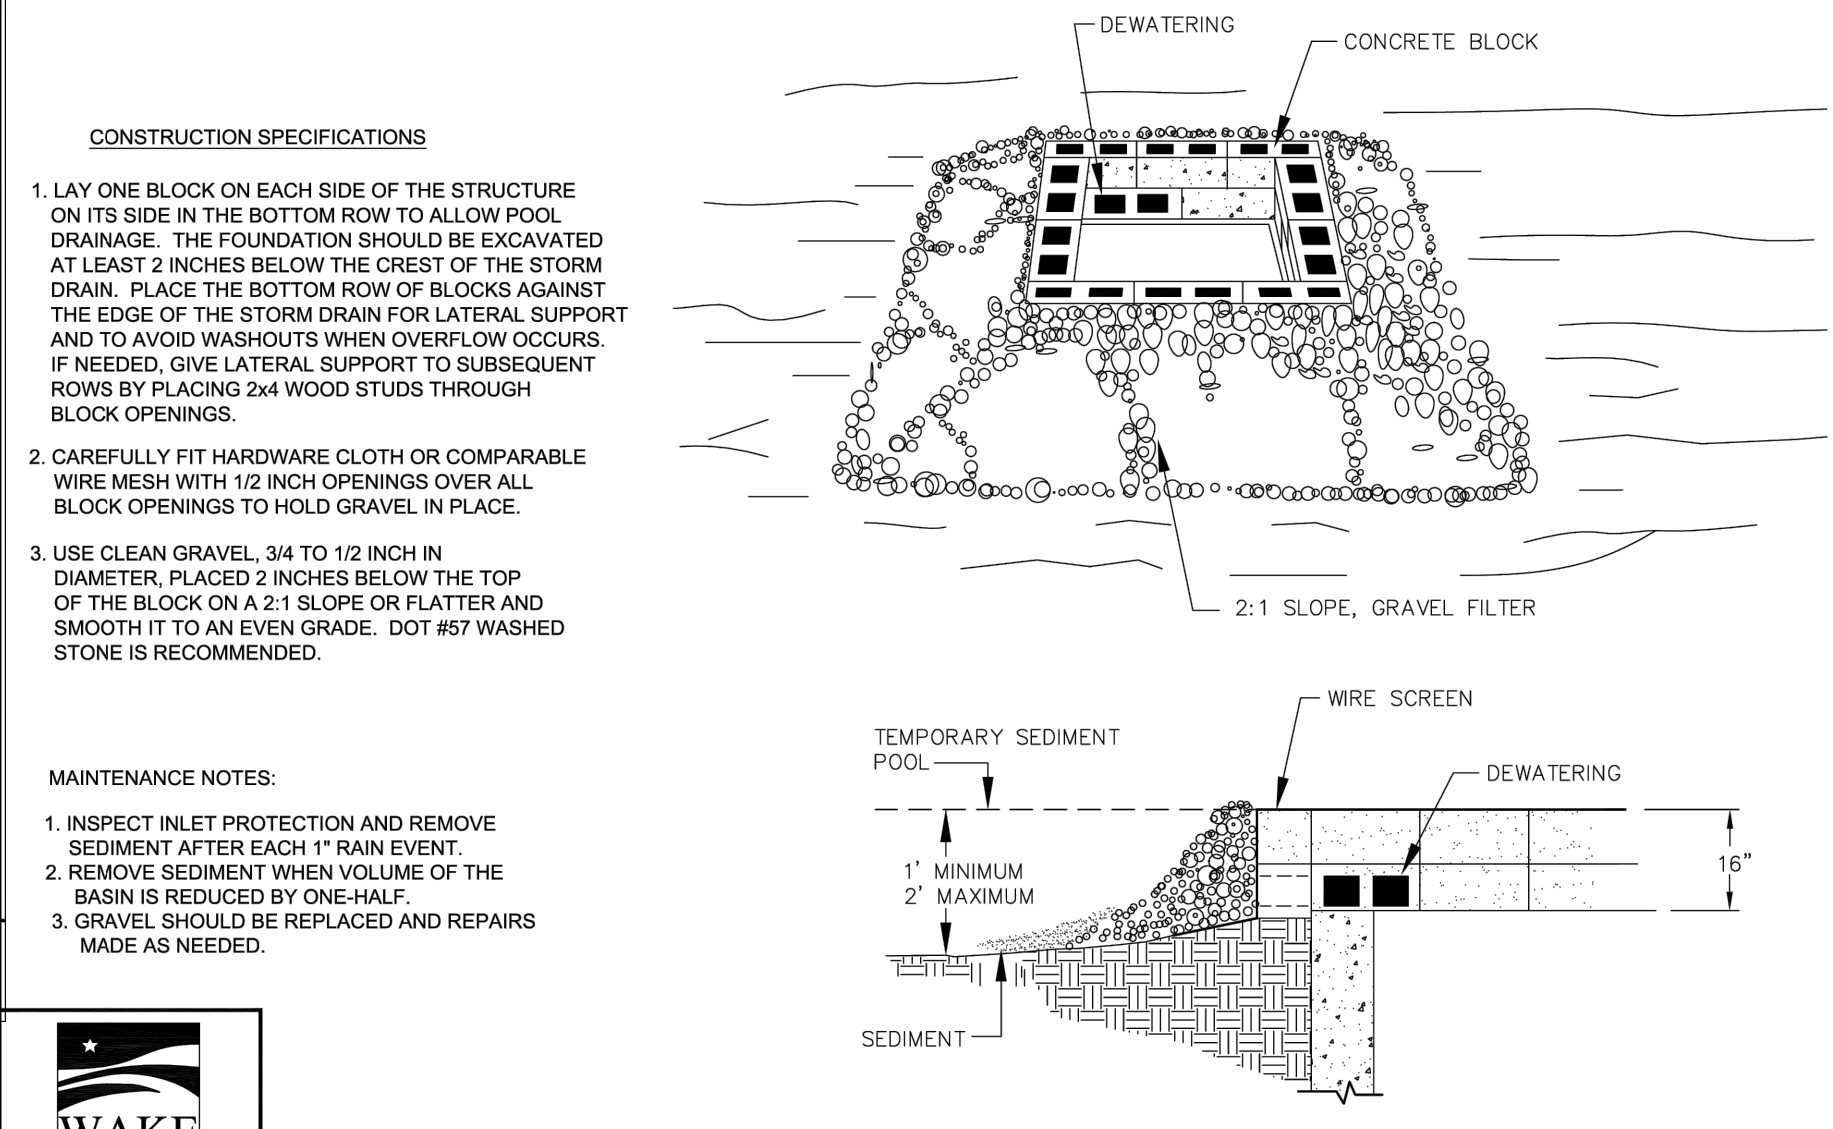 CONSTRUCTION SPECIFICATIONS
1. LAY ONE BLOCK ON EACH SIDE OF THE STRUCTURE
ON ITS SIDE IN THE BOTTOM ROW TO ALLOW POOL
DRAINAGE. THE FOUNDATION SHOULD BE EXCAVATED
AT LEAST 2 INCHES BELOW THE CREST OF THE STORM
DRAIN. PLACE THE BOTTOM ROW OF BLOCKS AGAINST
THE EDGE OF THE STORM DRAIN FOR LATERAL SUPPORT
AND TO AVOID WASHOUTS WHEN OVERFLOW OCCURS.
IF NEEDED, GIVE LATERAL SUPPORT TO SUBSEQUENT
ROWS BY PLACING 2x4 WOOD STUDS THROUGH
BLOCK OPENINGS.
2. CAREFULLY FIT HARDWARE CLOTH OR COMPARABLE
WIRE MESH WITH 1/2 INCH OPENINGS OVER ALL
BLOCK OPENINGS TO HOLD GRAVEL IN PLACE.
3. USE CLEAN GRAVEL, 3/4 TO 1/2 INCH IN
DIAMETER, PLACED 2 INCHES BELOW THE TOP
OF THE BLOCK ON A 2:1 SLOPE OR FLATTER AND
SMOOTH IT TO AN EVEN GRADE. DOT #57 WASHED
STONE IS RECOMMENDED.
MAINTENANCE NOTES:
1. INSPECT INLET PROTECTION AND REMOVE
SEDIMENT AFTER EACH 1" RAIN EVENT.
2. REMOVE SEDIMENT WHEN VOLUME OF THE
BASIN IS REDUCED BY ONE-HALF.
3. GRAVEL SHOULD BE REPLACED AND REPAIRS
MADE AS NEEDED.
WAKE
DEWATERING
CONCRETE BLOCK
2:1 SLOPE, GRAVEL FILTER
WIRE SCREEN
TEMPORARY SEDIMENT
POOL
DEWATERING
1' MINIMUM
2' MAXIMUM
16"
SEDIMENT